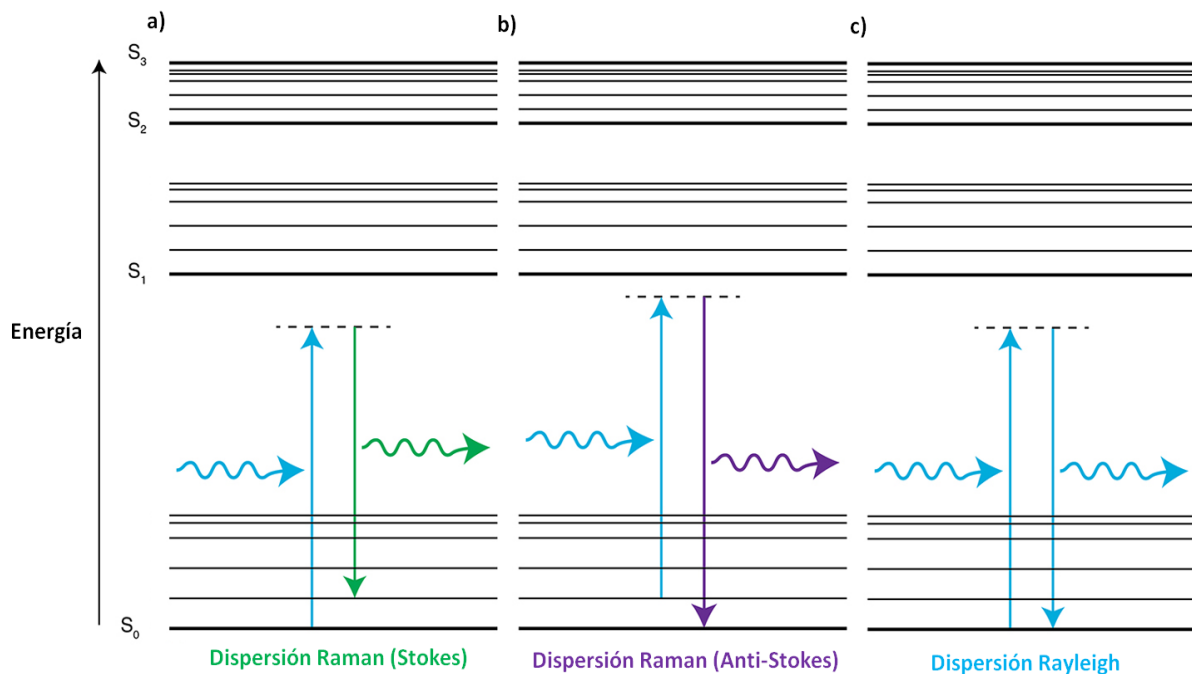 a)
b)
c)
S₃
S₂
S₁
Energía
S₀
Dispersión Raman (Stokes)
Dispersión Raman (Anti-Stokes)
Dispersión Rayleigh